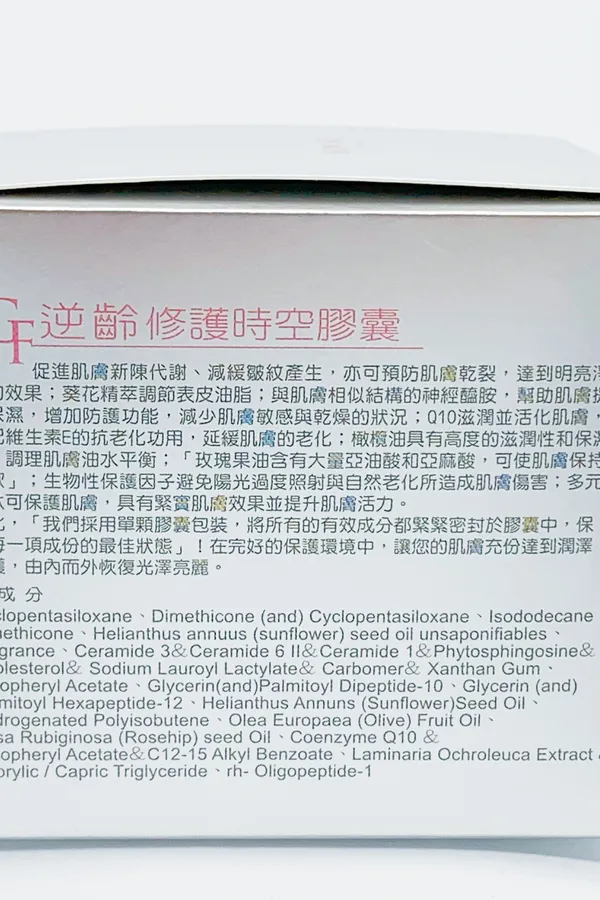 GF逆齡修護時空膠囊
促進肌膚新陳代謝、減緩皺紋產生，亦可預防肌膚乾裂，達到明亮澤
的效果；葵花精萃調節表皮油脂；與肌膚相似結構的神經醯胺，幫助肌膚提
保濕，增加防護功能，減少肌膚敏感與乾燥的狀況；Q10滋潤並活化肌膚，
配維生素E的抗老化功用，延緩肌膚的老化；橄欖油具有高度的滋潤性和保濕
，調理肌膚油水平衡；「玫瑰果油含有大量亞油酸和亞麻酸，可使肌膚保持
」；生物性保護因子避免陽光過度照射與自然老化所造成肌膚傷害；多元
可保護肌膚，具有緊實肌膚效果並提升肌膚活力。
，「我們採用單顆膠囊包裝，將所有的有效成分都緊緊密封於膠囊中，保
每一項成份的最佳狀態」！在完好的保護環境中，讓您的肌膚充份達到潤澤
，由內而外恢復光澤亮麗。
成 分
clopentasiloxane、Dimethicone (and) Cyclopentasiloxane、Isododecane
ethicone、Helianthus annuus (sunflower) seed oil unsaponifiables、
grance、Ceramide 3&Ceramide 6 II&Ceramide 1&Phytosphingosine&
olesterol& Sodium Lauroyl Lactylate& Carbomer& Xanthan Gum、
opheryl Acetate、Glycerin(and)Palmitoyl Dipeptide-10、Glycerin (and)
mitoyl Hexapeptide-12、Helianthus Annuns (Sunflower)Seed Oil、
drogenated Polyisobutene、Olea Europaea (Olive) Fruit Oil、
sa Rubiginosa (Rosehip) seed Oil、Coenzyme Q10 &
opheryl Acetate&C12-15 Alkyl Benzoate、Laminaria Ochroleuca Extract &
orylic / Capric Triglyceride、rh- Oligopeptide-1